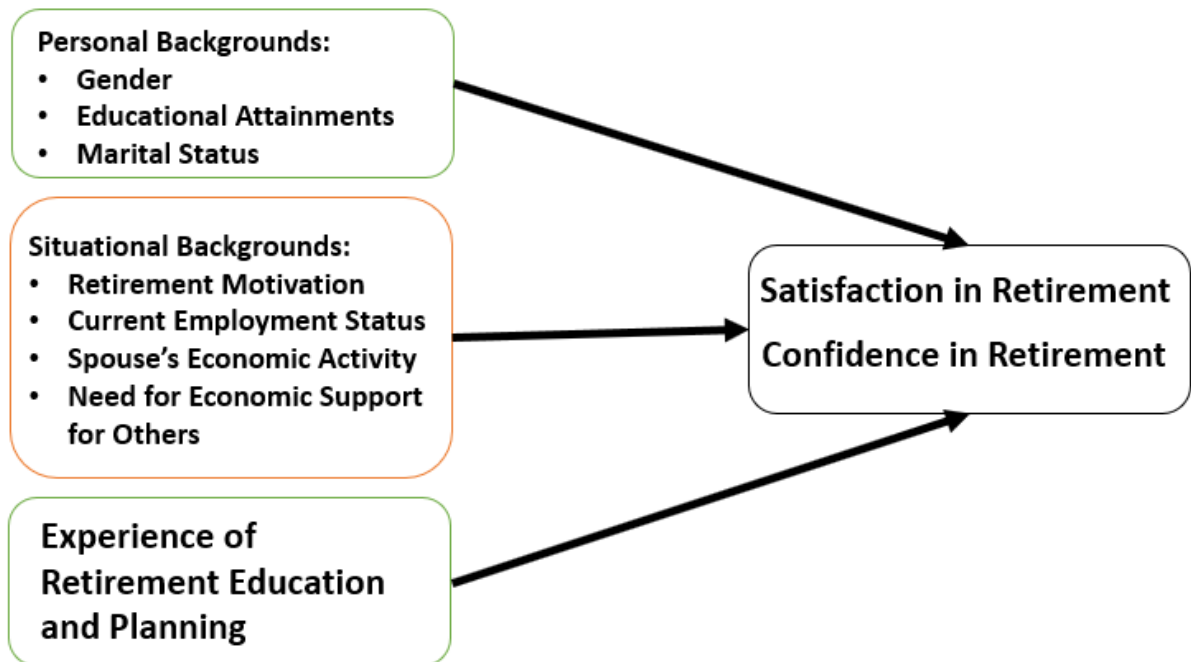 Personal Backgrounds:
• Gender
• Educational Attainments
• Marital Status
Situational Backgrounds:
• Retirement Motivation
• Current Employment Status
• Spouse’s Economic Activity
• Need for Economic Support
for Others
Experience of
Retirement Education
and Planning
Satisfaction in Retirement
Confidence in Retirement